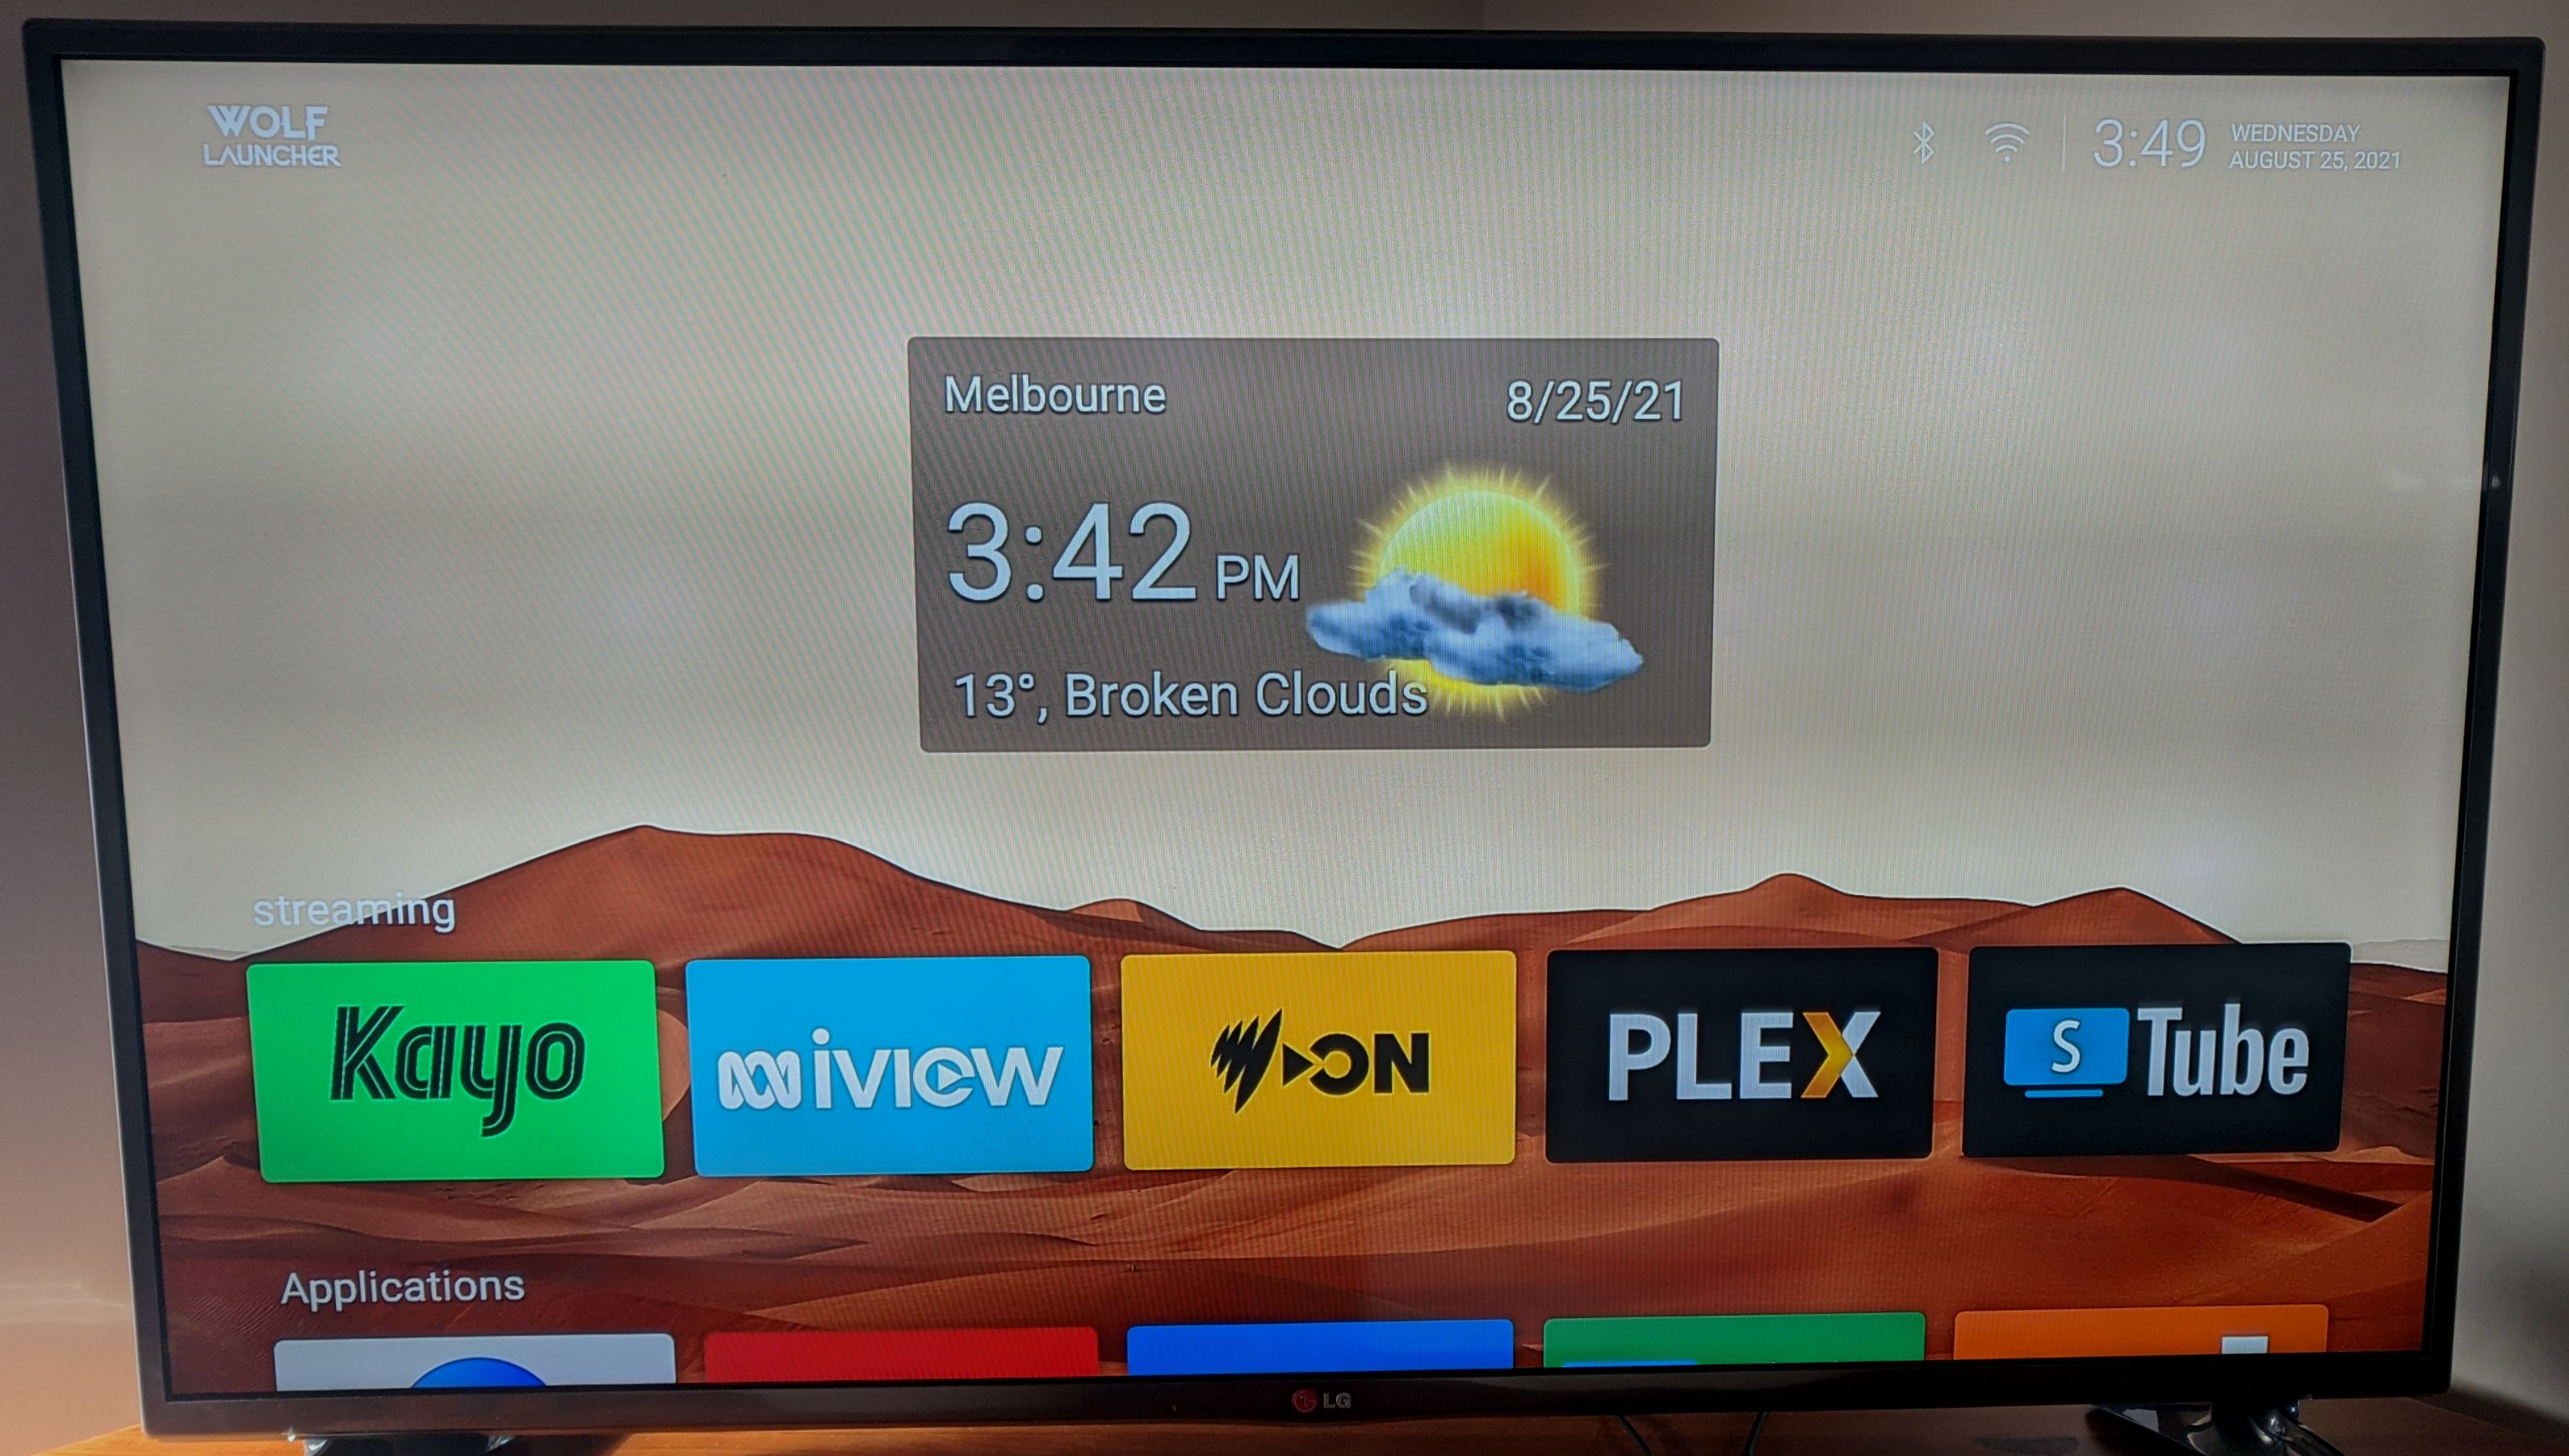 WOLF
LAUNCHER
3:49
WEDNESDAY
AUGUST 25, 2021
Melbourne
8/25/21
3:42 PM
13°, Broken Clouds
streaming
Kayo
iview
ON
PLEX
S Tube
Applications
LG